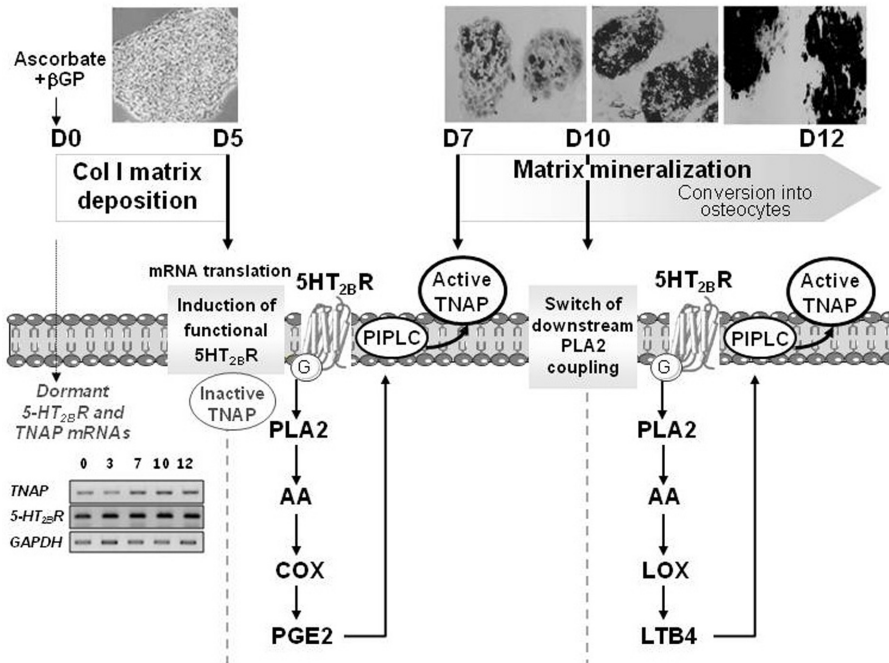 Ascorbate
+βGP
D0
D5
D7
D10
D12
Col I matrix
deposition
Matrix mineralization
Conversion into
osteocytes
mRNA translation
Induction of
functional
5HT2BR
Inactive
TNAP
5HT2BR
G
PIPLC
Active
TNAP
Switch of
downstream
PLA2
coupling
5HT2BR
G
PIPLC
Active
TNAP
Dormant
5-HT2BR and
TNAP mRNAs
0 3 7 10 12
TNAP
5-HT2BR
GAPDH
PLA2
AA
COX
PGE2
PLA2
AA
LOX
LTB4